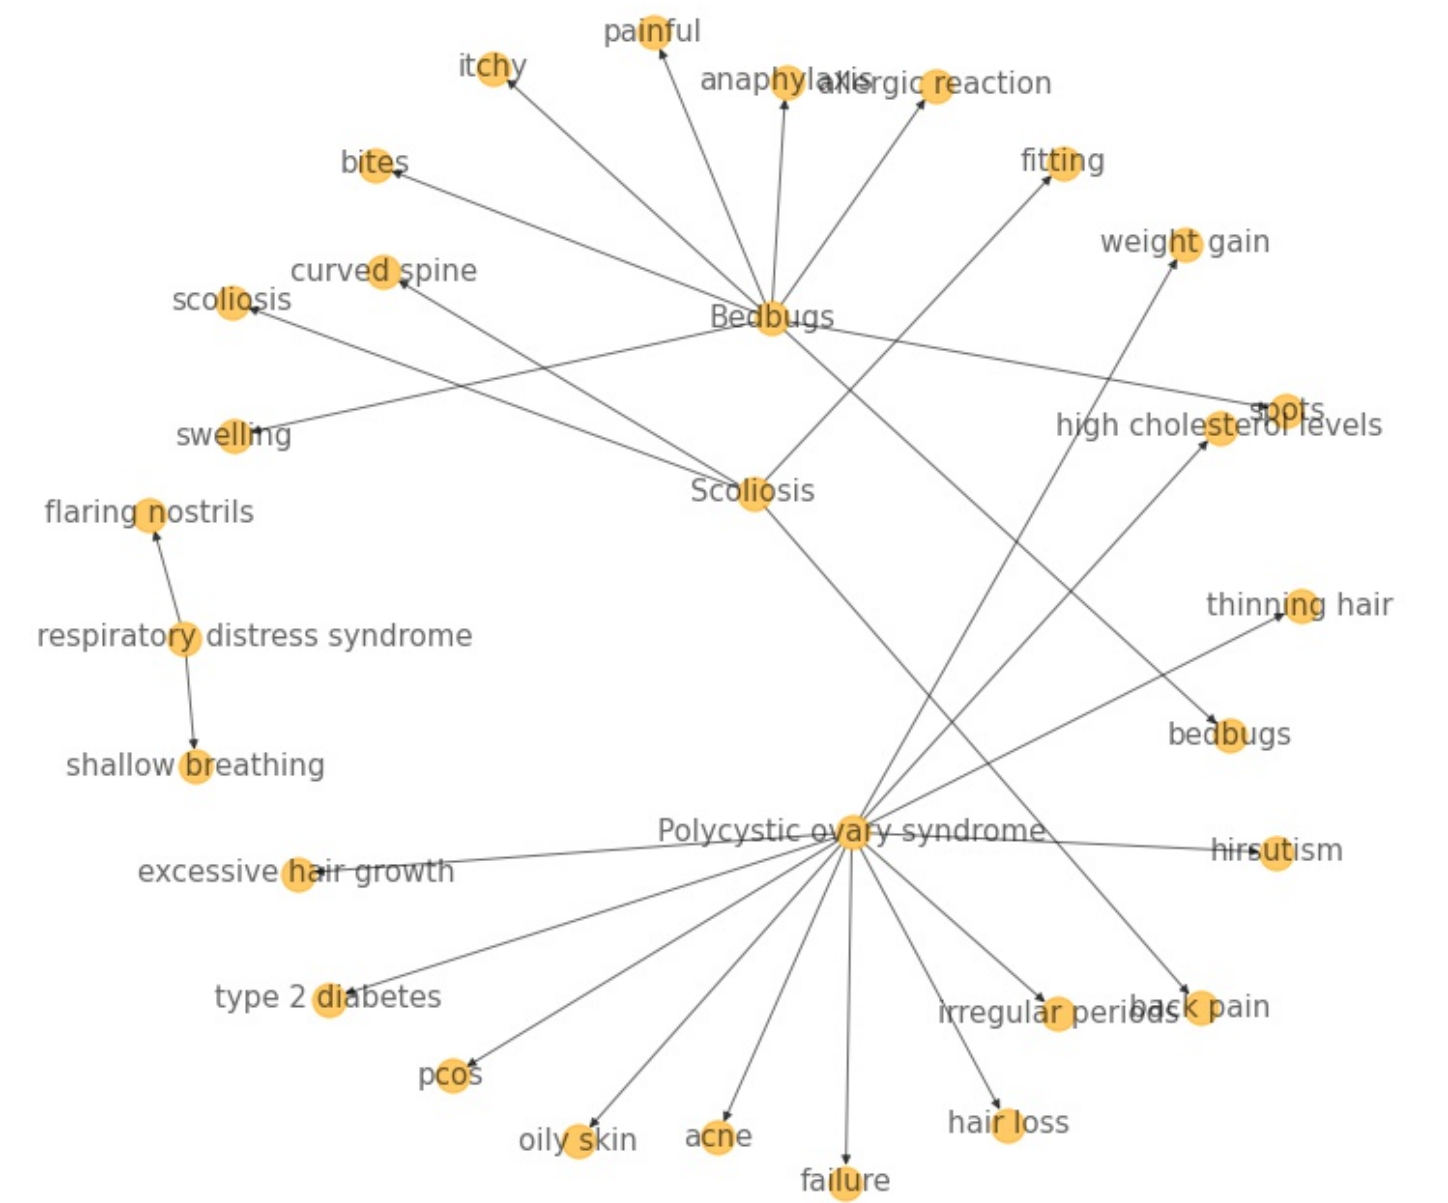 painful
itchy
anaphylaxis
allergic reaction
bites
fitting
weight gain
curved spine
scoliosis
Bedbugs
spots
high cholesterol levels
swelling
Scoliosis
flaring nostrils
thinning hair
respiratory distress syndrome
bedbugs
shallow breathing
Polycystic ovary syndrome
hirsutism
excessive hair growth
type 2 diabetes
irregular periods
back pain
pcos
oily skin
acne
hair loss
failure